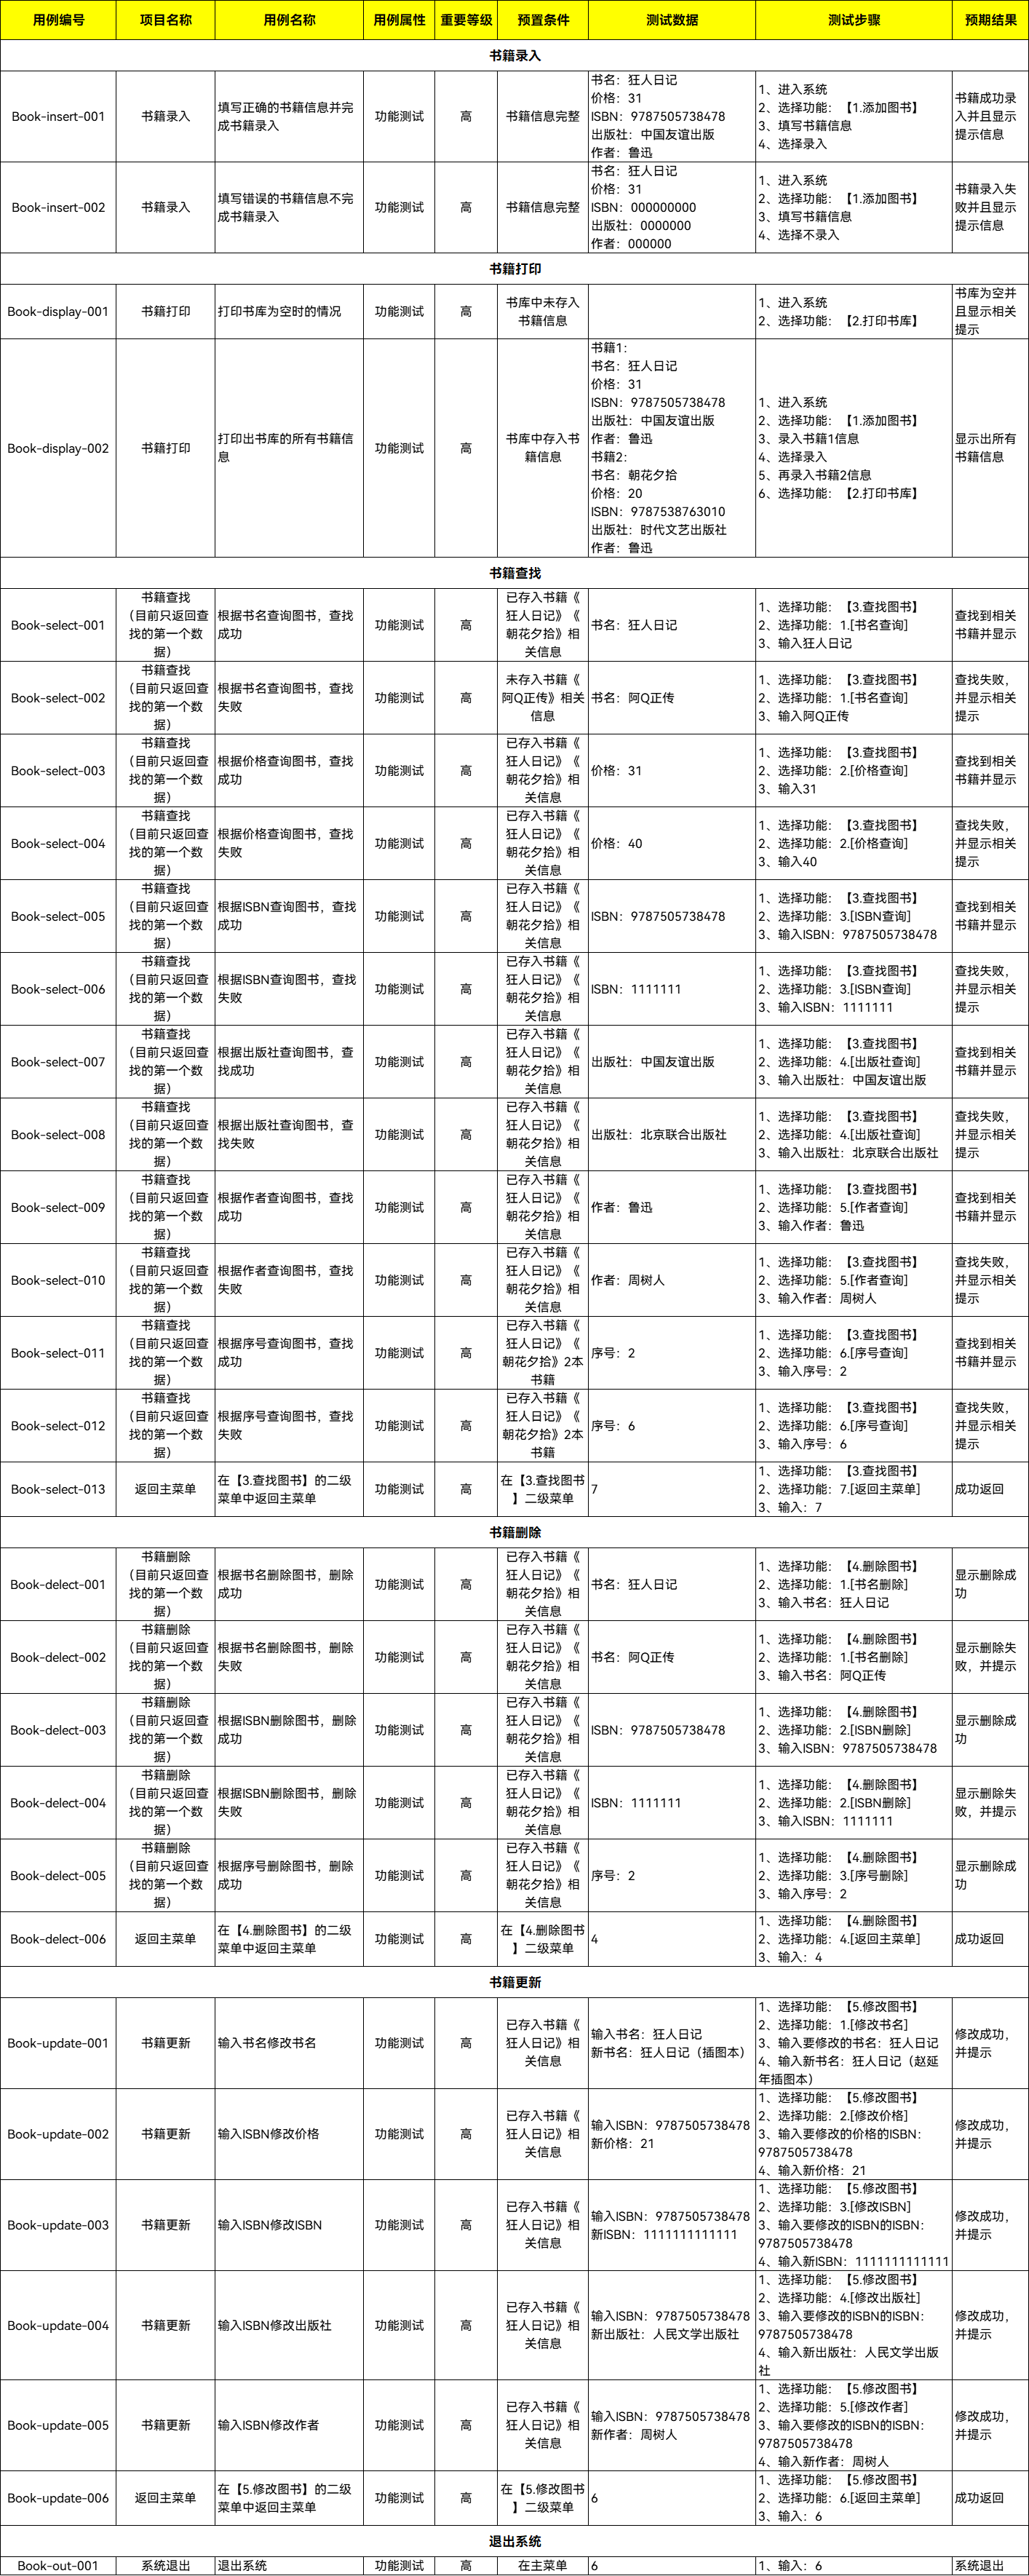 用例编号 项目名称 用例名称 用例属性 重要等级 预置条件 测试数据 测试步骤 预期结果
书籍录入
Book-insert-001
书籍录入
填写正确的书籍信息并完
成书籍录入
功能测试
高
书籍信息完整
书名：狂人日记
价格：31
ISBN：9787505738478
出版社：中国友谊出版
作者：鲁迅
1、进入系统
2、选择功能：【1.添加图书】
3、填写书籍信息
4、选择录入
书籍成功录
入并且显示
提示信息
Book-insert-002
书籍录入
填写错误的书籍信息不完
成书籍录入
功能测试
高
书籍信息完整
书名：狂人日记
价格：31
ISBN：000000000
出版社：0000000
作者：000000
1、进入系统
2、选择功能：【1.添加图书】
3、填写书籍信息
4、选择不录入
书籍录入失
败并且显示
提示信息
书籍打印
Book-display-001
书籍打印
打印书库为空时的情况
功能测试
高
书库中未存入
书籍信息
1、进入系统
2、选择功能：【2.打印书库】
书库为空并
且显示相关
提示
Book-display-002
书籍打印
打印出书库的所有书籍信
息
功能测试
高
书库中存入书
籍信息
书籍1：
书名：狂人日记
价格：31
ISBN：9787505738478
出版社：中国友谊出版
作者：鲁迅
书籍2：
书名：朝花夕拾
价格：20
ISBN：9787538763010
出版社：时代文艺出版社
作者：鲁迅
1、进入系统
2、选择功能：【1.添加图书】
3、录入书籍1信息
4、选择录入
5、再录入书籍2信息
6、选择功能：【2.打印书库】
显示出所有
书籍信息
书籍查找
Book-select-001
书籍查找
（目前只返回查
找的第一个数
据）
根据书名查询图书，查找
成功
功能测试
高
已存入书籍《
狂人日记》《
朝花夕拾》相
关信息
书名：狂人日记
1、选择功能：【3.查找图书】
2、选择功能：1.[书名查询]
3、输入狂人日记
查找到相关
书籍并显示
Book-select-002
书籍查找
（目前只返回查
找的第一个数
据）
根据书名查询图书，查找
失败
功能测试
高
未存入书籍《
阿Q正传》相关
信息
书名：阿Q正传
1、选择功能：【3.查找图书】
2、选择功能：1.[书名查询]
3、输入阿Q正传
查找失败，
并显示相关
提示
Book-select-003
书籍查找
（目前只返回查
找的第一个数
据）
根据价格查询图书，查找
成功
功能测试
高
已存入书籍《
狂人日记》《
朝花夕拾》相
关信息
价格：31
1、选择功能：【3.查找图书】
2、选择功能：2.[价格查询]
3、输入31
查找到相关
书籍并显示
Book-select-004
书籍查找
（目前只返回查
找的第一个数
据）
根据价格查询图书，查找
失败
功能测试
高
已存入书籍《
狂人日记》《
朝花夕拾》相
关信息
价格：40
1、选择功能：【3.查找图书】
2、选择功能：2.[价格查询]
3、输入40
查找失败，
并显示相关
提示
Book-select-005
书籍查找
（目前只返回查
找的第一个数
据）
根据ISBN查询图书，查找
成功
功能测试
高
已存入书籍《
狂人日记》《
朝花夕拾》相
关信息
ISBN：9787505738478
1、选择功能：【3.查找图书】
2、选择功能：3.[ISBN查询]
3、输入ISBN：9787505738478
查找到相关
书籍并显示
Book-select-006
书籍查找
（目前只返回查
找的第一个数
据）
根据ISBN查询图书，查找
失败
功能测试
高
已存入书籍《
狂人日记》《
朝花夕拾》相
关信息
ISBN：1111111
1、选择功能：【3.查找图书】
2、选择功能：3.[ISBN查询]
3、输入ISBN：1111111
查找失败，
并显示相关
提示
Book-select-007
书籍查找
（目前只返回查
找的第一个数
据）
根据出版社查询图书，查
找成功
功能测试
高
已存入书籍《
狂人日记》《
朝花夕拾》相
关信息
出版社：中国友谊出版
1、选择功能：【3.查找图书】
2、选择功能：4.[出版社查询]
3、输入出版社：中国友谊出版
查找到相关
书籍并显示
Book-select-008
书籍查找
（目前只返回查
找的第一个数
据）
根据出版社查询图书，查
找失败
功能测试
高
已存入书籍《
狂人日记》《
朝花夕拾》相
关信息
出版社：北京联合出版社
1、选择功能：【3.查找图书】
2、选择功能：4.[出版社查询]
3、输入出版社：北京联合出版社
查找失败，
并显示相关
提示
Book-select-009
书籍查找
（目前只返回查
找的第一个数
据）
根据作者查询图书，查找
成功
功能测试
高
已存入书籍《
狂人日记》《
朝花夕拾》相
关信息
作者：鲁迅
1、选择功能：【3.查找图书】
2、选择功能：5.[作者查询]
3、输入作者：鲁迅
查找到相关
书籍并显示
Book-select-010
书籍查找
（目前只返回查
找的第一个数
据）
根据作者查询图书，查找
失败
功能测试
高
已存入书籍《
狂人日记》《
朝花夕拾》相
关信息
作者：周树人
1、选择功能：【3.查找图书】
2、选择功能：5.[作者查询]
3、输入作者：周树人
查找失败，
并显示相关
提示
Book-select-011
书籍查找
（目前只返回查
找的第一个数
据）
根据序号查询图书，查找
成功
功能测试
高
已存入书籍《
狂人日记》《
朝花夕拾》2本
书籍
序号：2
1、选择功能：【3.查找图书】
2、选择功能：6.[序号查询]
3、输入序号：2
查找到相关
书籍并显示
Book-select-012
书籍查找
（目前只返回查
找的第一个数
据）
根据序号查询图书，查找
失败
功能测试
高
已存入书籍《
狂人日记》《
朝花夕拾》2本
书籍
序号：6
1、选择功能：【3.查找图书】
2、选择功能：6.[序号查询]
3、输入序号：6
查找失败，
并显示相关
提示
Book-select-013
返回主菜单
在【3.查找图书】的二级
菜单中返回主菜单
功能测试
高
在【3.查找图书
】二级菜单
7
1、选择功能：【3.查找图书】
2、选择功能：7.[返回主菜单]
3、输入：7
成功返回
书籍删除
Book-delect-001
书籍删除
（目前只返回查
找的第一个数
据）
根据书名删除图书，删除
成功
功能测试
高
已存入书籍《
狂人日记》《
朝花夕拾》相
关信息
书名：狂人日记
1、选择功能：【4.删除图书】
2、选择功能：1.[书名删除]
3、输入书名：狂人日记
显示删除成
功
Book-delect-002
书籍删除
（目前只返回查
找的第一个数
据）
根据书名删除图书，删除
失败
功能测试
高
已存入书籍《
狂人日记》《
朝花夕拾》相
关信息
书名：阿Q正传
1、选择功能：【4.删除图书】
2、选择功能：1.[书名删除]
3、输入书名：阿Q正传
显示删除失
败，并提示
Book-delect-003
书籍删除
（目前只返回查
找的第一个数
据）
根据ISBN删除图书，删除
成功
功能测试
高
已存入书籍《
狂人日记》《
朝花夕拾》相
关信息
ISBN：9787505738478
1、选择功能：【4.删除图书】
2、选择功能：2.[ISBN删除]
3、输入ISBN：9787505738478
显示删除成
功
Book-delect-004
书籍删除
（目前只返回查
找的第一个数
据）
根据ISBN删除图书，删除
失败
功能测试
高
已存入书籍《
狂人日记》《
朝花夕拾》相
关信息
ISBN：1111111
1、选择功能：【4.删除图书】
2、选择功能：2.[ISBN删除]
3、输入ISBN：1111111
显示删除失
败，并提示
Book-delect-005
书籍删除
（目前只返回查
找的第一个数
据）
根据序号删除图书，删除
成功
功能测试
高
已存入书籍《
狂人日记》《
朝花夕拾》相
关信息
序号：2
1、选择功能：【4.删除图书】
2、选择功能：3.[序号删除]
3、输入序号：2
显示删除成
功
Book-delect-006
返回主菜单
在【4.删除图书】的二级
菜单中返回主菜单
功能测试
高
在【4.删除图书
】二级菜单
4
1、选择功能：【4.删除图书】
2、选择功能：4.[返回主菜单]
3、输入：4
成功返回
书籍更新
Book-update-001
书籍更新
输入书名修改书名
功能测试
高
已存入书籍《
狂人日记》相
关信息
输入书名：狂人日记
新书名：狂人日记（插图本）
1、选择功能：【5.修改图书】
2、选择功能：1.[修改书名]
3、输入要修改的书名：狂人日记
4、输入新书名：狂人日记（赵延
年插图本）
修改成功，
并提示
Book-update-002
书籍更新
输入ISBN修改价格
功能测试
高
已存入书籍《
狂人日记》相
关信息
输入ISBN：9787505738478
新价格：21
1、选择功能：【5.修改图书】
2、选择功能：2.[修改价格]
3、输入要修改的价格的ISBN：
9787505738478
4、输入新价格：21
修改成功，
并提示
Book-update-003
书籍更新
输入ISBN修改ISBN
功能测试
高
已存入书籍《
狂人日记》相
关信息
输入ISBN：9787505738478
新ISBN：1111111111111
1、选择功能：【5.修改图书】
2、选择功能：3.[修改ISBN]
3、输入要修改的ISBN的ISBN：
9787505738478
4、输入新ISBN：1111111111111
修改成功，
并提示
Book-update-004
书籍更新
输入ISBN修改出版社
功能测试
高
已存入书籍《
狂人日记》相
关信息
输入ISBN：9787505738478
新出版社：人民文学出版社
1、选择功能：【5.修改图书】
2、选择功能：4.[修改出版社]
3、输入要修改的ISBN的ISBN：
9787505738478
4、输入新出版社：人民文学出版
社
修改成功，
并提示
Book-update-005
书籍更新
输入ISBN修改作者
功能测试
高
已存入书籍《
狂人日记》相
关信息
输入ISBN：9787505738478
新作者：周树人
1、选择功能：【5.修改图书】
2、选择功能：5.[修改作者]
3、输入要修改的ISBN的ISBN：
9787505738478
4、输入新作者：周树人
修改成功，
并提示
Book-update-006
返回主菜单
在【5.修改图书】的二级
菜单中返回主菜单
功能测试
高
在【5.修改图书
】二级菜单
6
1、选择功能：【5.修改图书】
2、选择功能：6.[返回主菜单]
3、输入：6
成功返回
退出系统
Book-out-001
系统退出
退出系统
功能测试
高
在主菜单
6
1、输入：6
系统退出